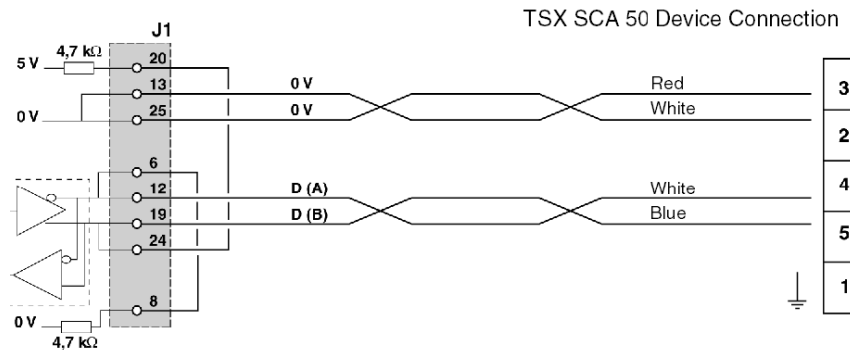 TSX SCA 50 Device Connection
J1
4,7 kΩ
5 V
20
13
0 V
Red
3
0 V
25
0 V
White
2
6
12
D (A)
White
4
19
D (B)
Blue
5
24
1
8
0 V
4,7 kΩ